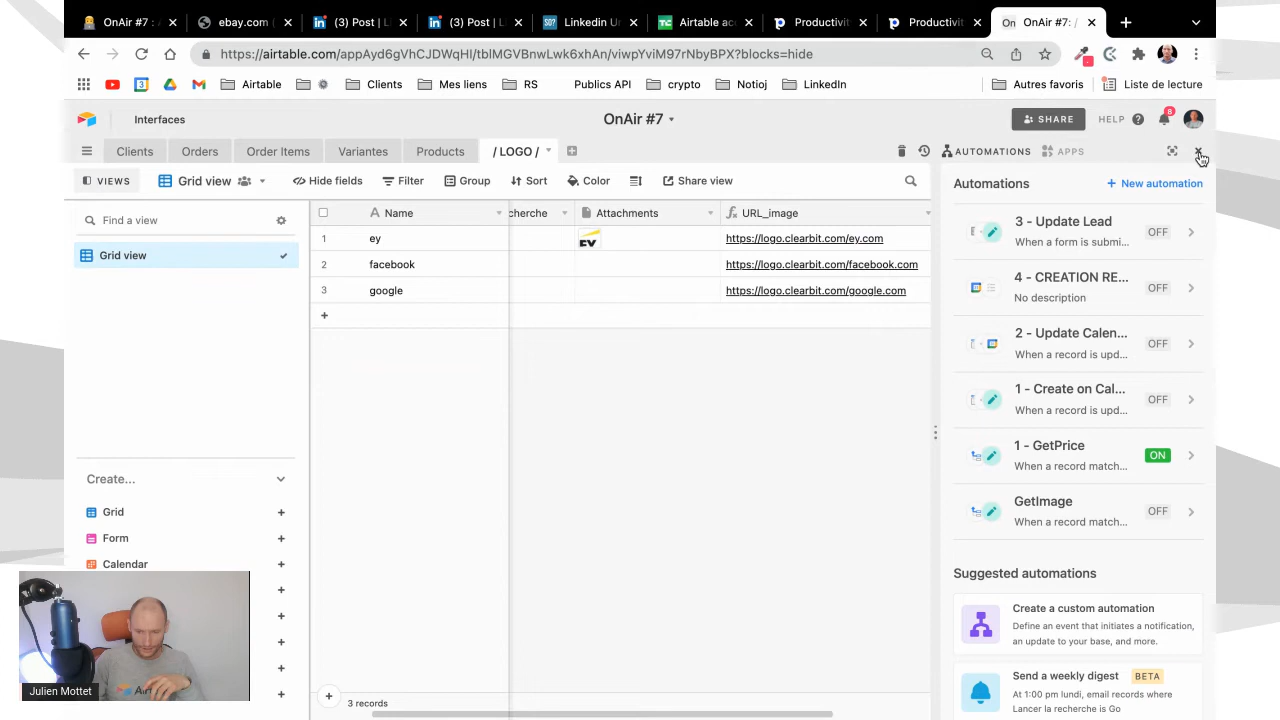 OnAir #7 : A
ebay.com (
(3) Post | L
(3) Post | L
Linkedin Ur
Airtable acc
Productivit
Productivit
OnAir #7: /
https://airtable.com/appAyd6gVhCJDWqHI/tblMGVBnwLwk6xhAn/viwpYviM97rNbyBPX?blocks=hide
Airtable
Clients
Mes liens
RS
Publics API
crypto
Notioj
LinkedIn
Autres favoris
Liste de lecture
Interfaces
OnAir #7
SHARE
HELP
8
Clients
Orders
Order Items
Variantes
Products
/ LOGO /
AUTOMATIONS
APPS
VIEWS
Grid view
Hide fields
Filter
Group
Sort
Color
Share view
Automations
+ New automation
Find a view
Grid view
Name
cherche
Attachments
URL_image
1 ey
EY
https://logo.clearbit.com/ey.com
2 facebook
https://logo.clearbit.com/facebook.com
3 google
https://logo.clearbit.com/google.com
3 - Update Lead
When a form is submi...
OFF
4 - CREATION RE...
No description
OFF
2 - Update Calen...
When a record is upd...
OFF
1 - Create on Cal...
When a record is upd...
OFF
1 - GetPrice
When a record match...
ON
GetImage
When a record match...
OFF
Create...
Grid
Form
Calendar
Suggested automations
Create a custom automation
Define an event that initiates a notification,
an update to your base, and more.
Send a weekly digest BETA
At 1:00 pm lundi, email records where
Lancer la recherche is Go
3 records
Julien Mottet